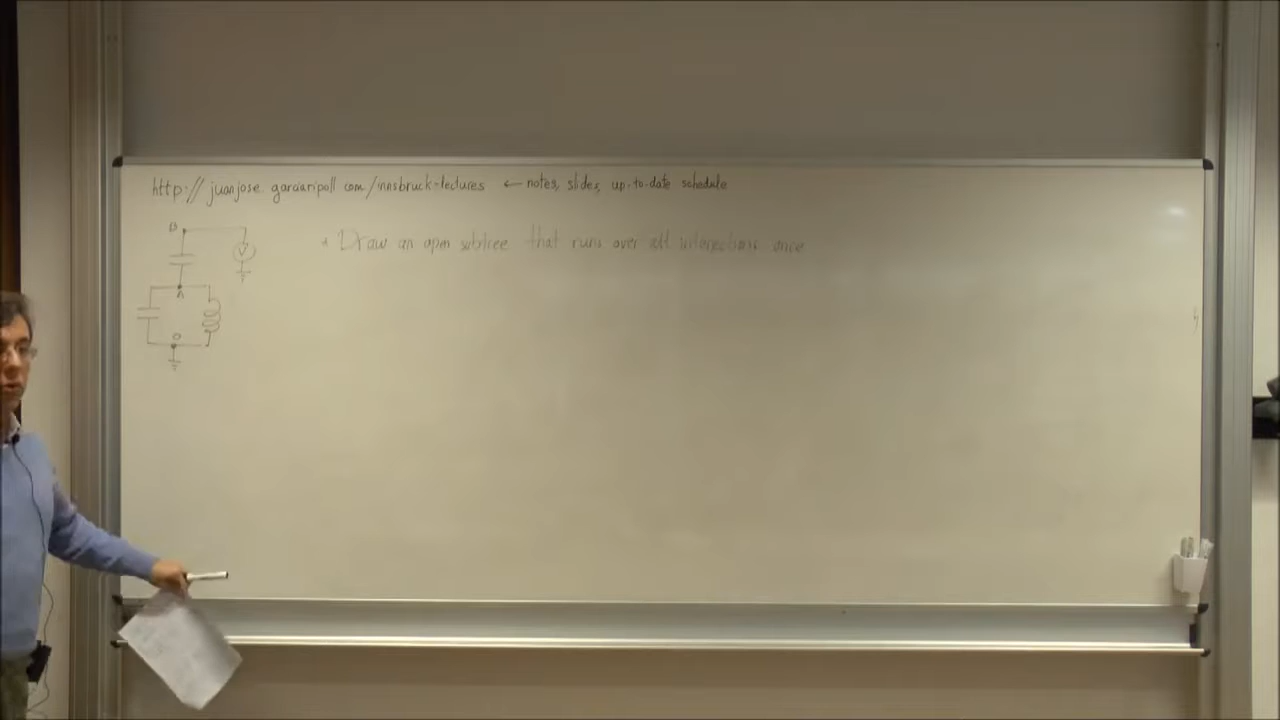 http://juanjose.garciaripoll.com/innsbruck-lectures ← notes, slides, up-to-date schedule
* Draw an open subtree that runs over all intersections once
B
V
A
0